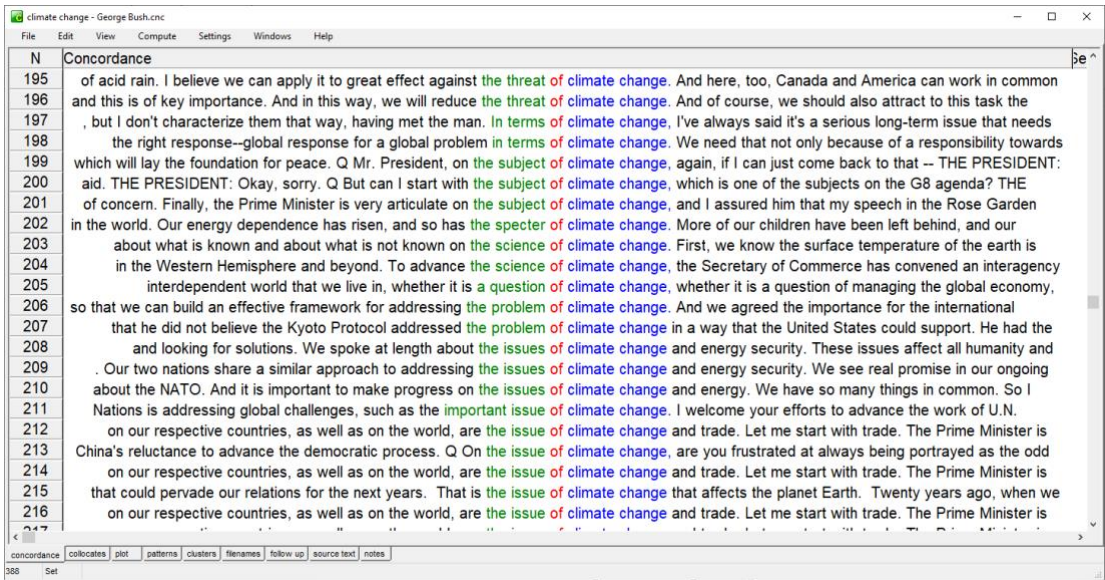 climate change - George Bush.cnc
File Edit View Compute Settings Windows Help
N Concordance Se
195 of acid rain. I believe we can apply it to great effect against the threat of climate change. And here, too, Canada and America can work in common
196 and this is of key importance. And in this way, we will reduce the threat of climate change. And of course, we should also attract to this task the
197 , but I don't characterize them that way, having met the man. In terms of climate change, I've always said it's a serious long-term issue that needs
198 the right response--global response for a global problem in terms of climate change. We need that not only because of a responsibility towards
199 which will lay the foundation for peace. Q Mr. President, on the subject of climate change, again, if I can just come back to that -- THE PRESIDENT:
200 aid. THE PRESIDENT: Okay, sorry. Q But can I start with the subject of climate change, which is one of the subjects on the G8 agenda? THE
201 of concern. Finally, the Prime Minister is very articulate on the subject of climate change, and I assured him that my speech in the Rose Garden
202 in the world. Our energy dependence has risen, and so has the specter of climate change. More of our children have been left behind, and our
203 about what is known and about what is not known on the science of climate change. First, we know the surface temperature of the earth is
204 in the Western Hemisphere and beyond. To advance the science of climate change, the Secretary of Commerce has convened an interagency
205 interdependent world that we live in, whether it is a question of climate change, whether it is a question of managing the global economy,
206 so that we can build an effective framework for addressing the problem of climate change. And we agreed the importance for the international
207 that he did not believe the Kyoto Protocol addressed the problem of climate change in a way that the United States could support. He had the
208 and looking for solutions. We spoke at length about the issues of climate change and energy security. These issues affect all humanity and
209 . Our two nations share a similar approach to addressing the issues of climate change and energy security. We see real promise in our ongoing
210 about the NATO. And it is important to make progress on the issues of climate change and energy. We have so many things in common. So I
211 Nations is addressing global challenges, such as the important issue of climate change. I welcome your efforts to advance the work of U.N.
212 on our respective countries, as well as on the world, are the issue of climate change and trade. Let me start with trade. The Prime Minister is
213 China's reluctance to advance the democratic process. Q On the issue of climate change, are you frustrated at always being portrayed as the odd
214 on our respective countries, as well as on the world, are the issue of climate change and trade. Let me start with trade. The Prime Minister is
215 that could pervade our relations for the next years. That is the issue of climate change that affects the planet Earth. Twenty years ago, when we
216 on our respective countries, as well as on the world, are the issue of climate change and trade. Let me start with trade. The Prime Minister is
concordance collocates plot patterns clusters filenames follow up source text notes
388 Set